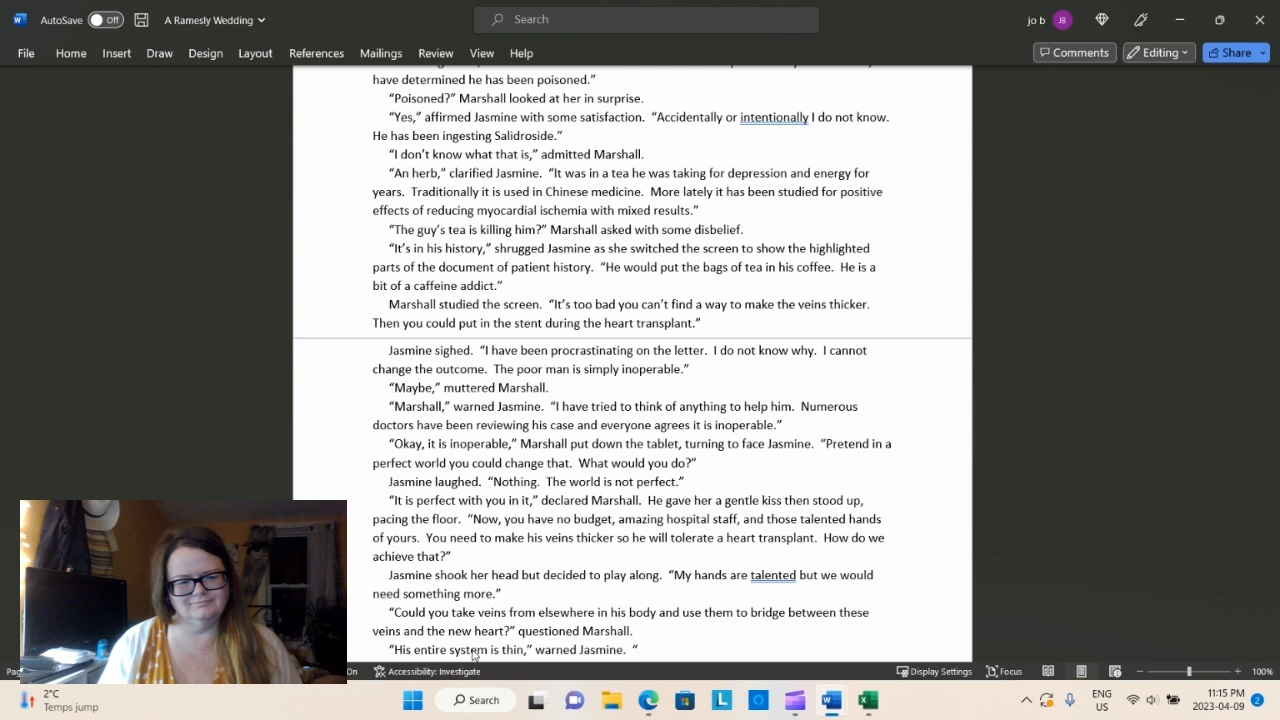 AutoSave Off A Ramesly Wedding Search jo b JB
File Home Insert Draw Design Layout References Mailings Review View Help Comments Editing Share
have determined he has been poisoned.”
“Poisoned?” Marshall looked at her in surprise.
“Yes,” affirmed Jasmine with some satisfaction.  “Accidentally or intentionally I do not know.
He has been ingesting Salidroside.”
“I don’t know what that is,” admitted Marshall.
“An herb,” clarified Jasmine.  “It was in a tea he was taking for depression and energy for
years.  Traditionally it is used in Chinese medicine.  More lately it has been studied for positive
effects of reducing myocardial ischemia with mixed results.”
“The guy’s tea is killing him?” Marshall asked with some disbelief.
“It’s in his history,” shrugged Jasmine as she switched the screen to show the highlighted
parts of the document of patient history.  “He would put the bags of tea in his coffee.  He is a
bit of a caffeine addict.”
Marshall studied the screen.  “It’s too bad you can’t find a way to make the veins thicker.
Then you could put in the stent during the heart transplant.”
Jasmine sighed.  “I have been procrastinating on the letter.  I do not know why.  I cannot
change the outcome.  The poor man is simply inoperable.”
“Maybe,” muttered Marshall.
“Marshall,” warned Jasmine.  “I have tried to think of anything to help him.  Numerous
doctors have been reviewing his case and everyone agrees it is inoperable.”
“Okay, it is inoperable,” Marshall put down the tablet, turning to face Jasmine.  “Pretend in a
perfect world you could change that.  What would you do?”
Jasmine laughed.  “Nothing.  The world is not perfect.”
“It is perfect with you in it,” declared Marshall.  He gave her a gentle kiss then stood up,
pacing the floor.  “Now, you have no budget, amazing hospital staff, and those talented hands
of yours.  You need to make his veins thicker so he will tolerate a heart transplant.  How do we
achieve that?”
Jasmine shook her head but decided to play along.  “My hands are talented but we would
need something more.”
“Could you take veins from elsewhere in his body and use them to bridge between these
veins and the new heart?” questioned Marshall.
“His entire system is thin,” warned Jasmine.  “
Pag On Accessibility: Investigate Display Settings Focus 100%
2°C
Temps jump
Search
ENG
US
11:15 PM
2023-04-09
2